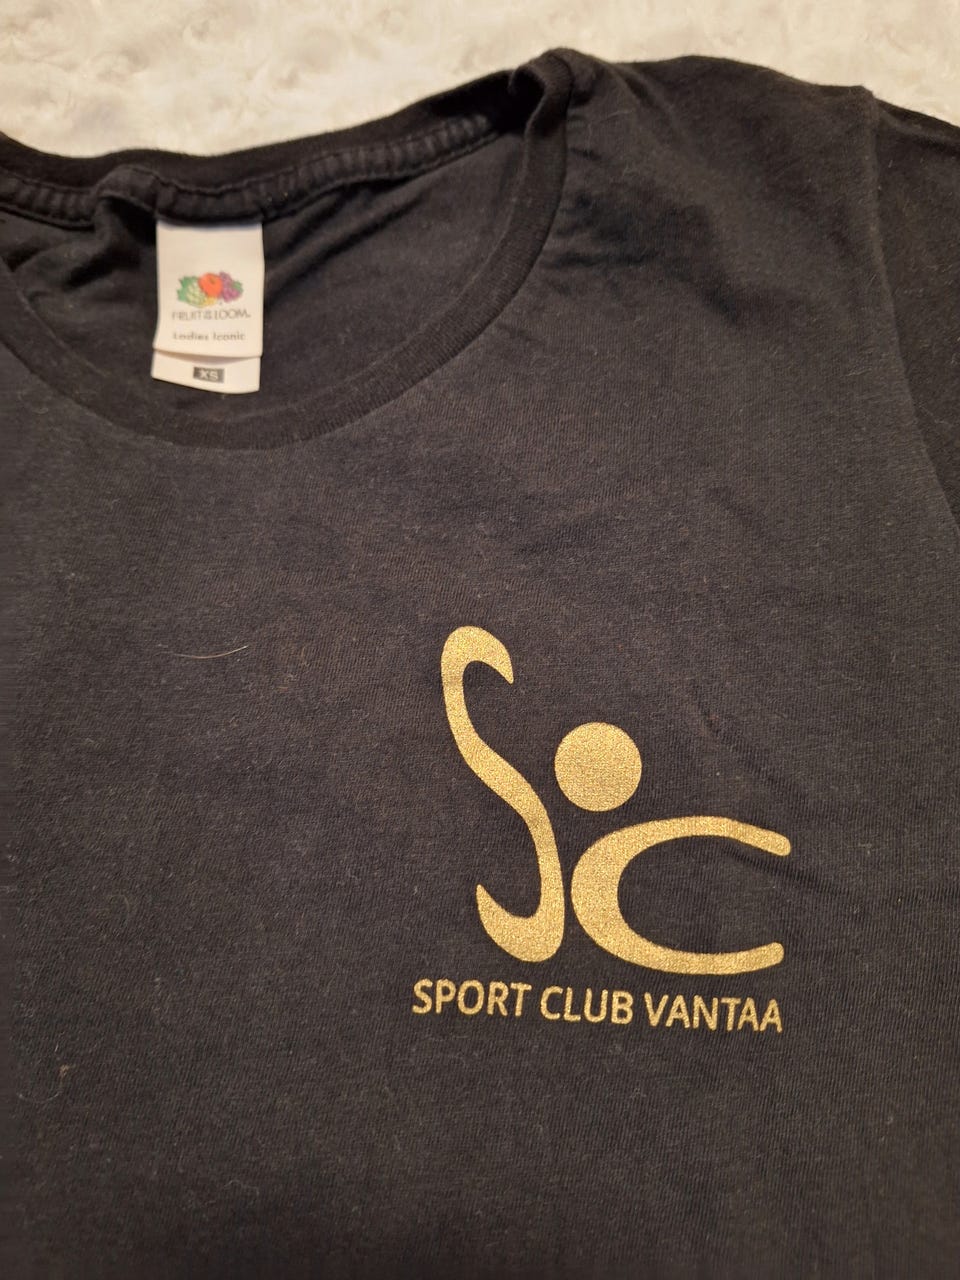 FRUIT OF THE LOOM.
Ladies Iconic
XS
SC
SPORT CLUB VANTAA